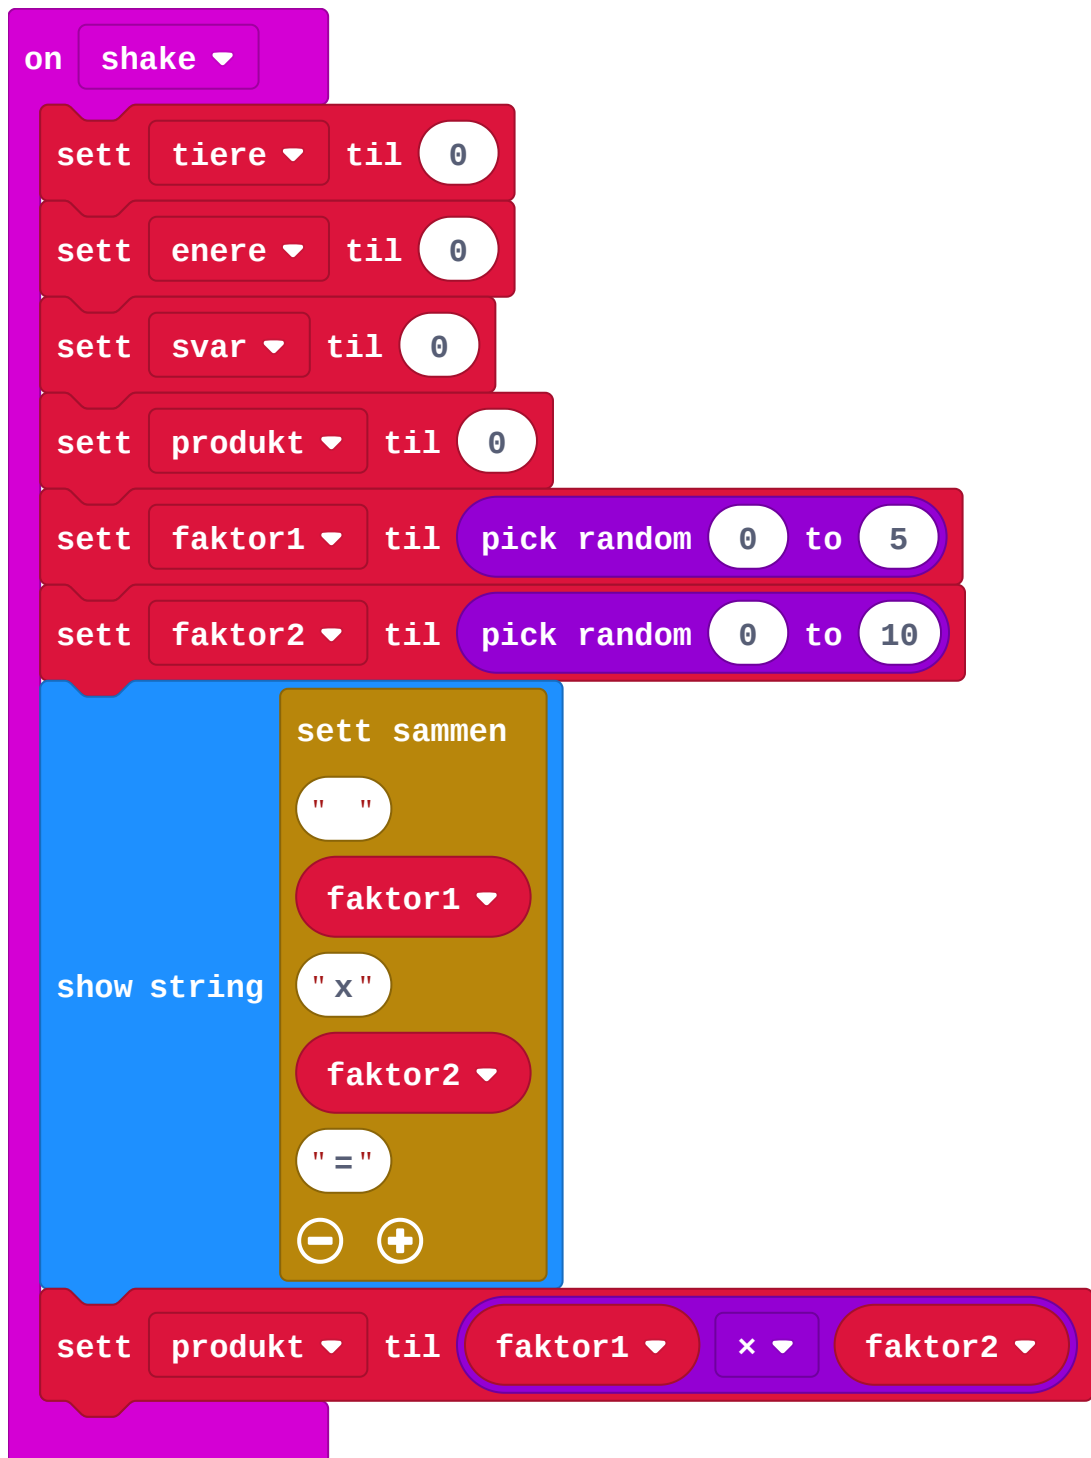 on shake
sett tiere til 0
sett enere til 0
sett svar til 0
sett produkt til 0
sett faktor1 til pick random 0 to 5
sett faktor2 til pick random 0 to 10
sett sammen
" "
faktor1
show string
"x"
faktor2
"="
sett produkt til faktor1 × faktor2